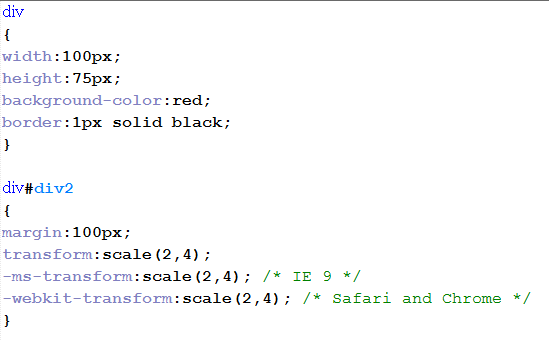 div
{
width:100px;
height:75px;
background-color:red;
border:1px solid black;
}
div#div2
{
margin:100px;
transform:scale(2,4);
-ms-transform:scale(2,4); /* IE 9 */
-webkit-transform:scale(2,4); /* Safari and Chrome */
}